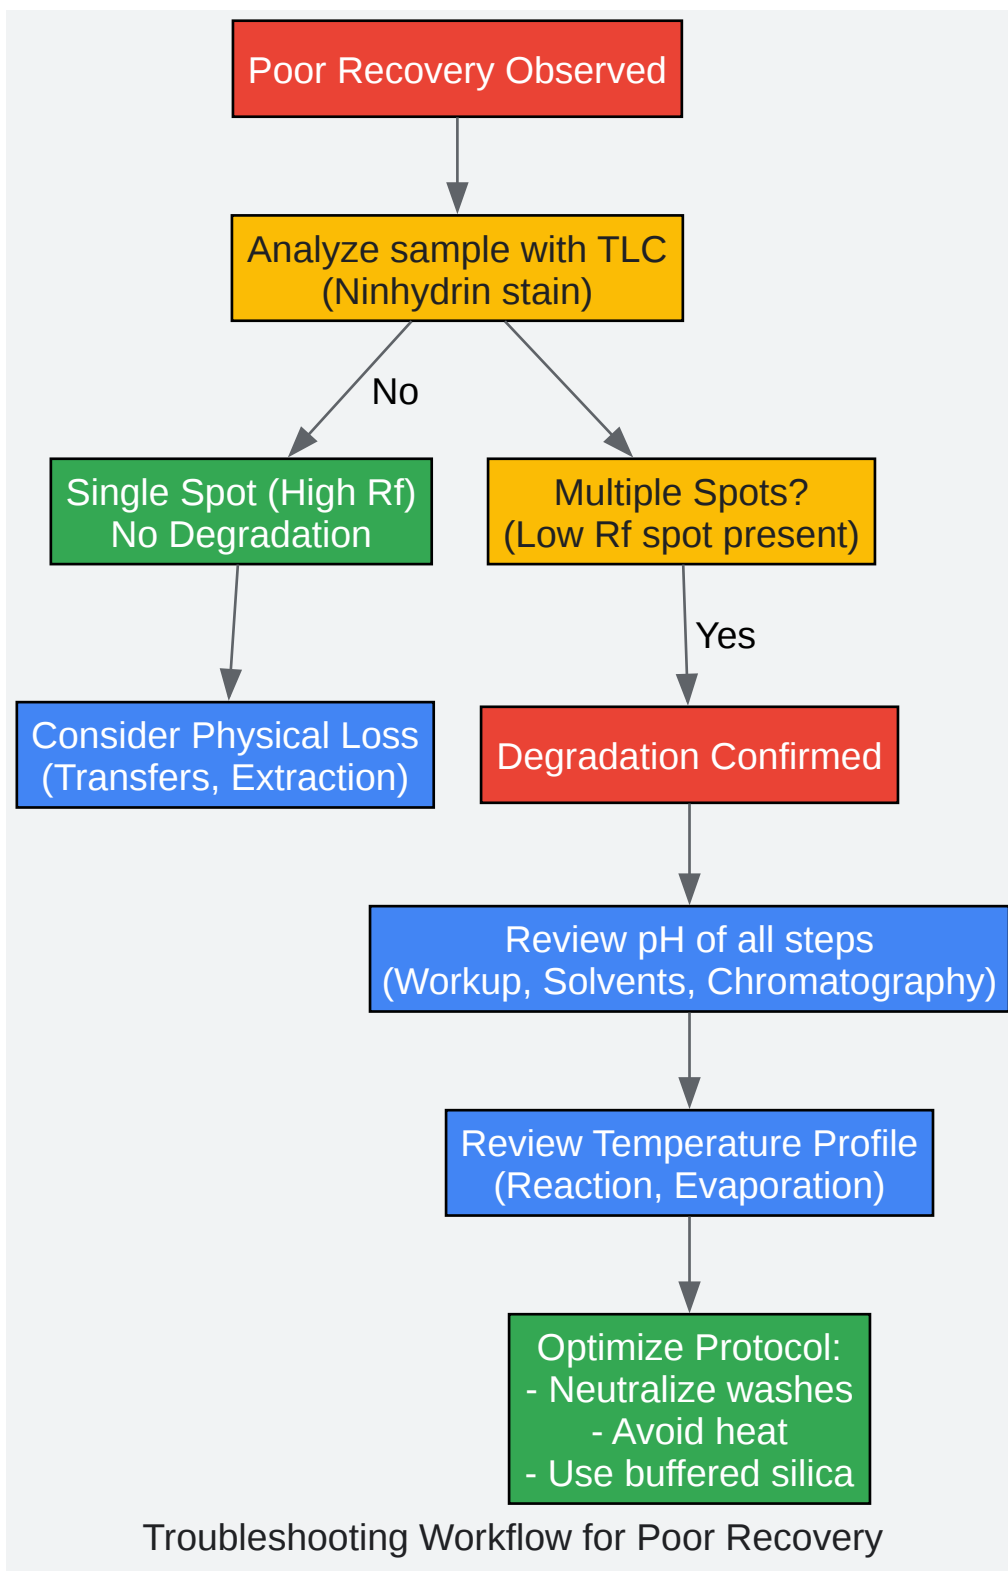 Poor Recovery Observed
Analyze sample with TLC
(Ninhydrin stain)
No
Single Spot (High Rf)
No Degradation
Multiple Spots?
(Low Rf spot present)
Yes
Consider Physical Loss
(Transfers, Extraction)
Degradation Confirmed
Review pH of all steps
(Workup, Solvents, Chromatography)
Review Temperature Profile
(Reaction, Evaporation)
Optimize Protocol:
- Neutralize washes
- Avoid heat
- Use buffered silica
Troubleshooting Workflow for Poor Recovery